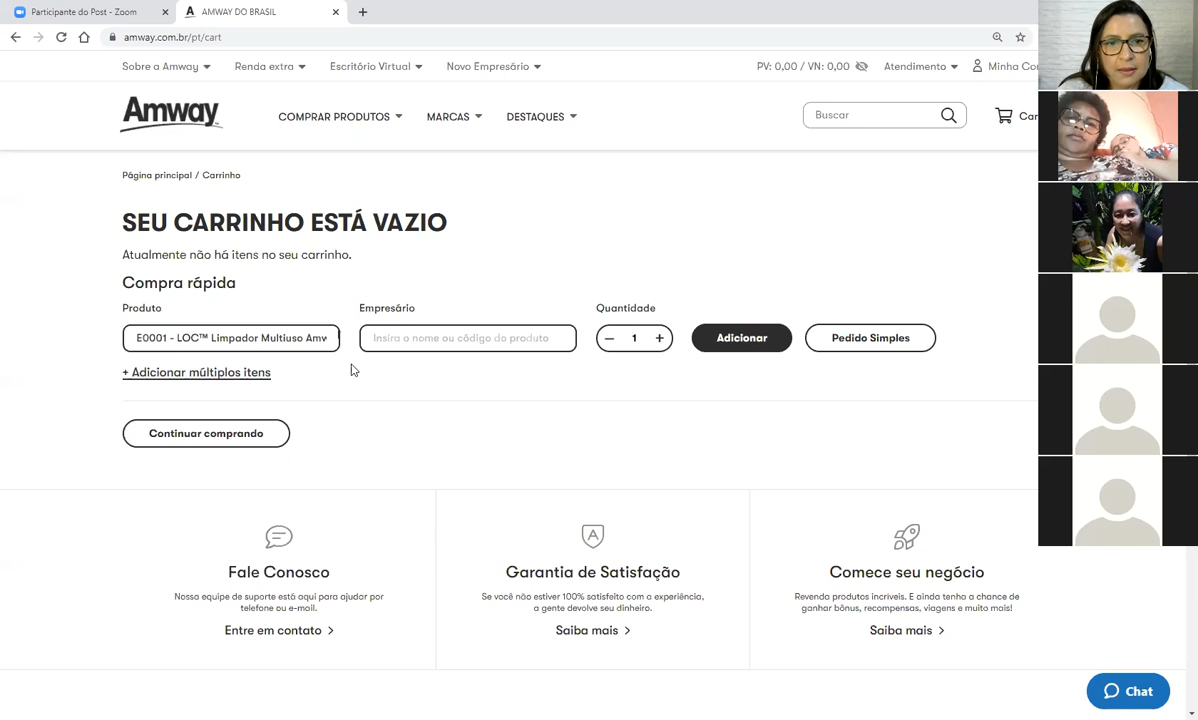 Participante do Post - Zoom
AMWAY DO BRASIL
amway.com.br/pt/cart
Sobre a Amway
Renda extra
Escritório Virtual
Novo Empresário
PV: 0,00 / VN: 0,00
Atendimento
Minha Co
Amway
COMPRAR PRODUTOS
MARCAS
DESTAQUES
Buscar
Car
Página principal / Carrinho
SEU CARRINHO ESTÁ VAZIO
Atualmente não há itens no seu carrinho.
Compra rápida
Produto
Empresário
Quantidade
E0001 - LOC™ Limpador Multiuso Amw
Insira o nome ou código do produto
1
Adicionar
Pedido Simples
+ Adicionar múltiplos itens
Continuar comprando
Fale Conosco
Nossa equipe de suporte está aqui para ajudar por
telefone ou e-mail.
Entre em contato
Garantia de Satisfação
Se você não estiver 100% satisfeito com a experiência,
a gente devolve seu dinheiro.
Saiba mais
Comece seu negócio
Revenda produtos incríveis. E ainda tenha a chance de
ganhar bônus, recompensas, viagens e muito mais!
Saiba mais
Chat